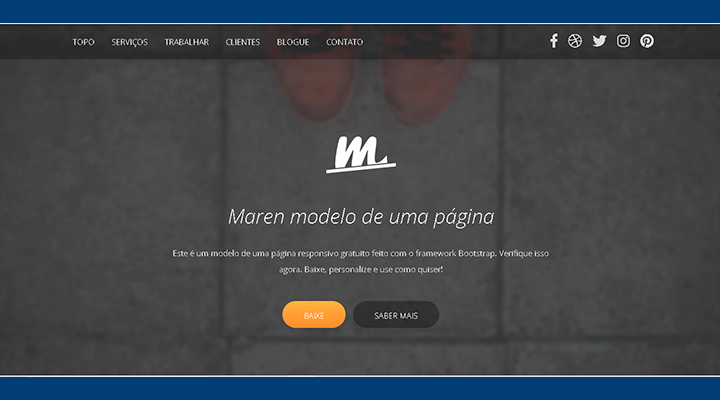 TOPO SERVIÇOS TRABALHAR CLIENTES BLOGUE CONTATO
m
Maren modelo de uma página
Este é um modelo de uma página responsivo gratuito feito com o framework Bootstrap. Verifique isso
agora. Baixe, personalize e use como quiser!
BAIXE SABER MAIS